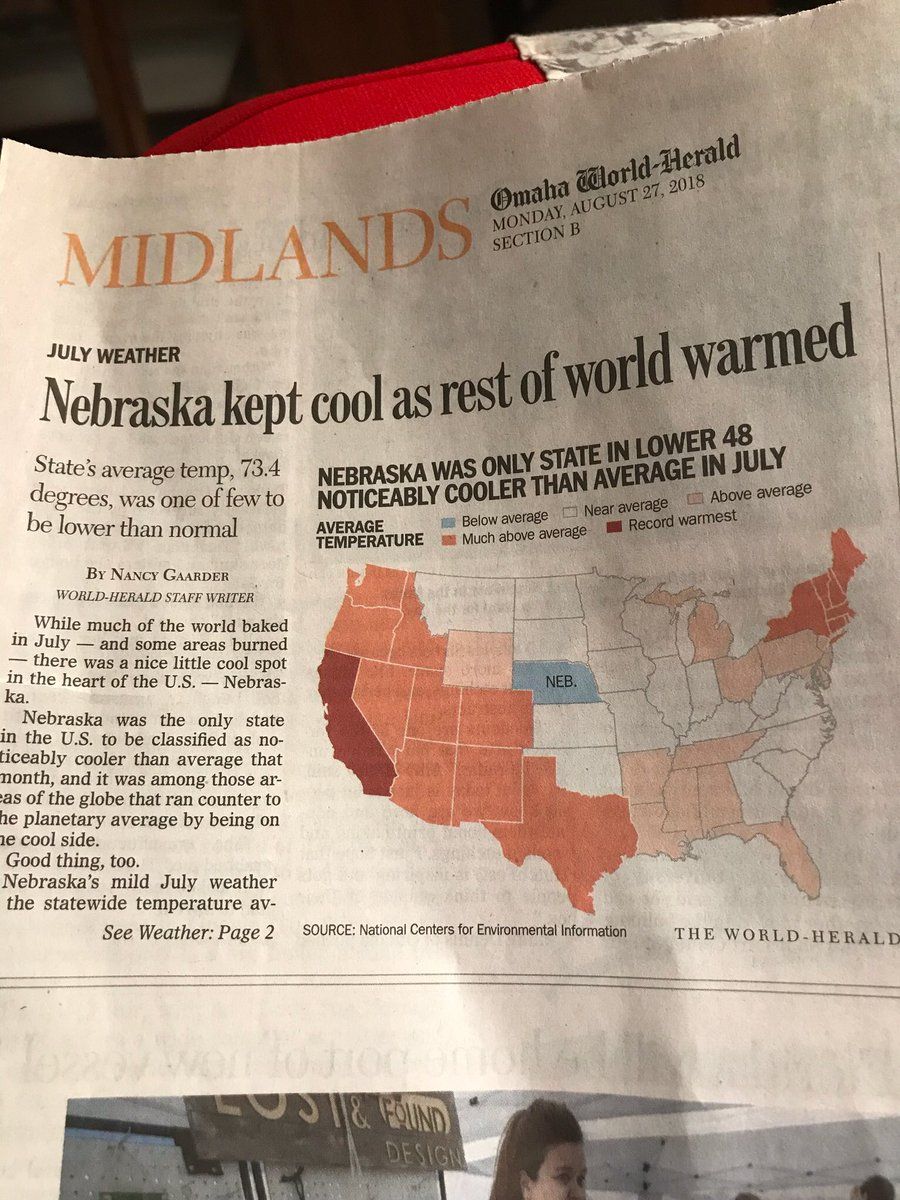 MIDLANDS
Omaha World-Herald
MONDAY, AUGUST 27, 2018
SECTION B
JULY WEATHER
Nebraska kept cool as rest of world warmed
State's average temp, 73.4
degrees, was one of few to
be lower than normal
BY NANCY GAARDER
WORLD-HERALD STAFF WRITER
While much of the world baked
in July — and some areas burned
— there was a nice little cool spot
in the heart of the U.S. — Nebras-
ka.
Nebraska was the only state
in the U.S. to be classified as no-
ticeably cooler than average that
month, and it was among those ar-
eas of the globe that ran counter to
he planetary average by being on
he cool side.
Good thing, too.
Nebraska's mild July weather
the statewide temperature av-
See Weather: Page 2
NEBRASKA WAS ONLY STATE IN LOWER 48
NOTICEABLY COOLER THAN AVERAGE IN JULY
AVERAGE
TEMPERATURE
Below average
Near average
Above average
Much above average
Record warmest
NEB.
SOURCE: National Centers for Environmental Information
THE WORLD-HERALD
LOST & FOUND
DESIGN